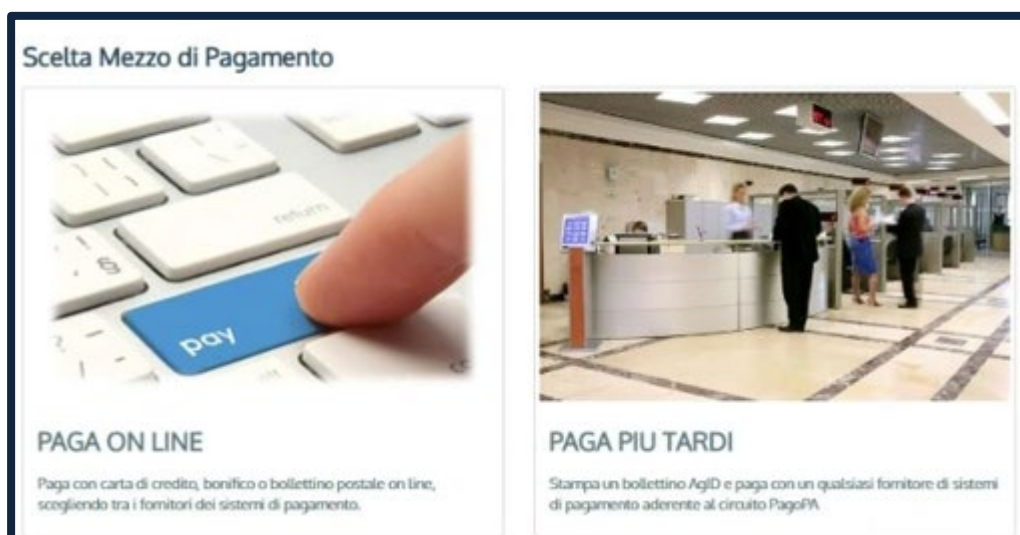 Scelta Mezzo di Pagamento
return
§
pay
PAGA ON LINE
Paga con carta di credito, bonifico o bollettino postale on line,
scegliendo tra i fornitori dei sistemi di pagamento.
PAGA PIU TARDI
Stampa un bollettino AgID e paga con un qualsiasi fornitore di sistemi
di pagamento aderente al circuito PagoPA